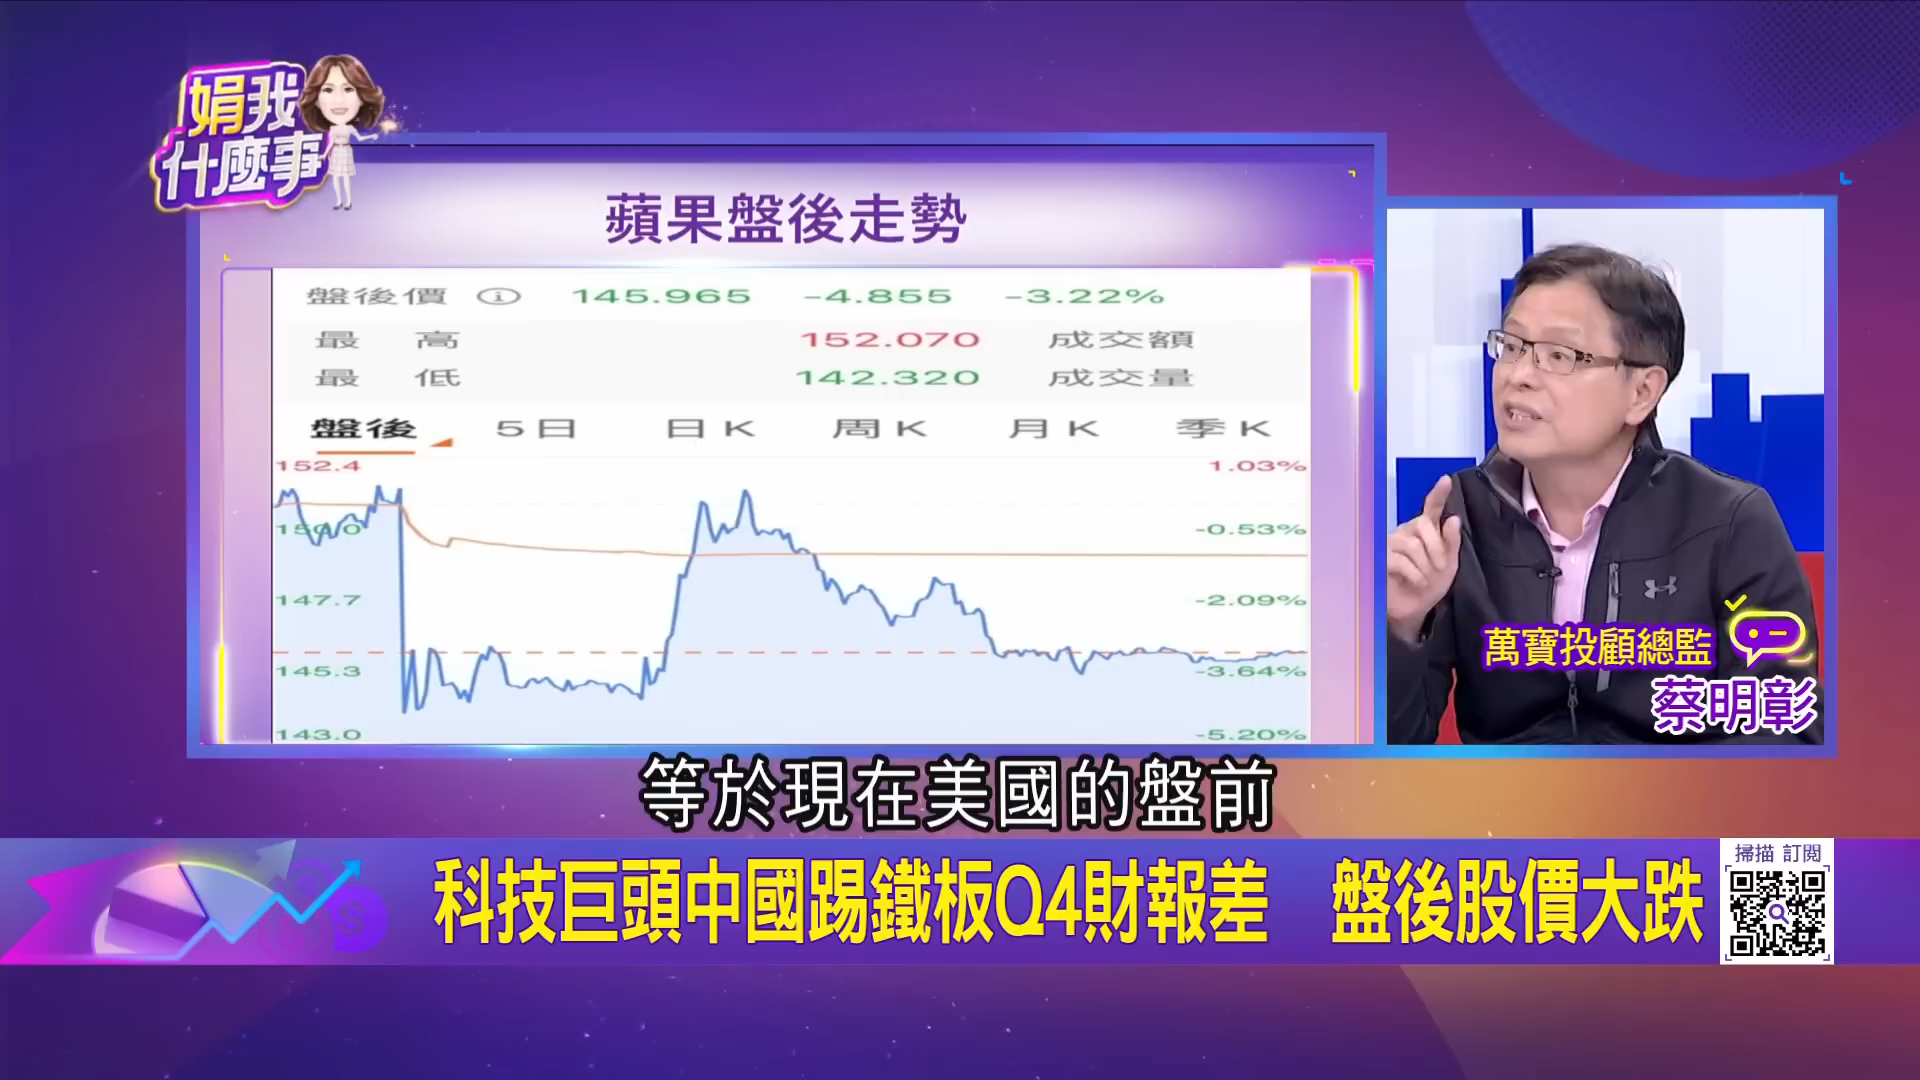 娟我
什麼事
蘋果盤後走勢
盤後價 145.965 -4.855 -3.22%
最高 152.070 成交額
最低 142.320 成交量
盤後 5日 日K 周K 月K 季K
152.4 1.03%
150.0 -0.53%
147.7 -2.09%
145.3 -3.64%
143.0 -5.20%
萬寶投顧總監
蔡明彰
等於現在美國的盤前
科技巨頭中國踢鐵板Q4財報差 盤後股價大跌
掃描 訂閱